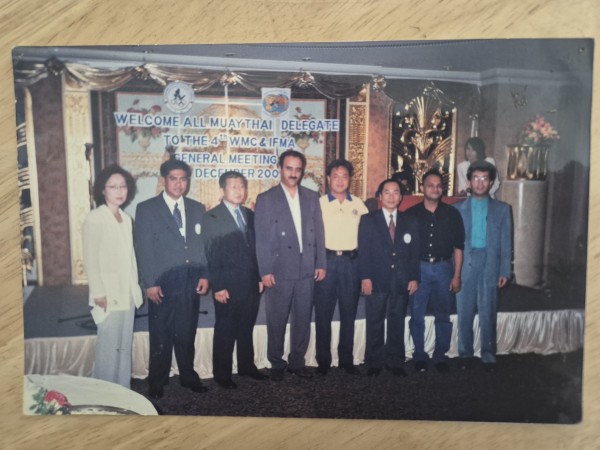 WELCOME ALL MUAY THAI DELEGATE
TO THE 4TH WMC & IFMA
GENERAL MEETING
DECEMBER